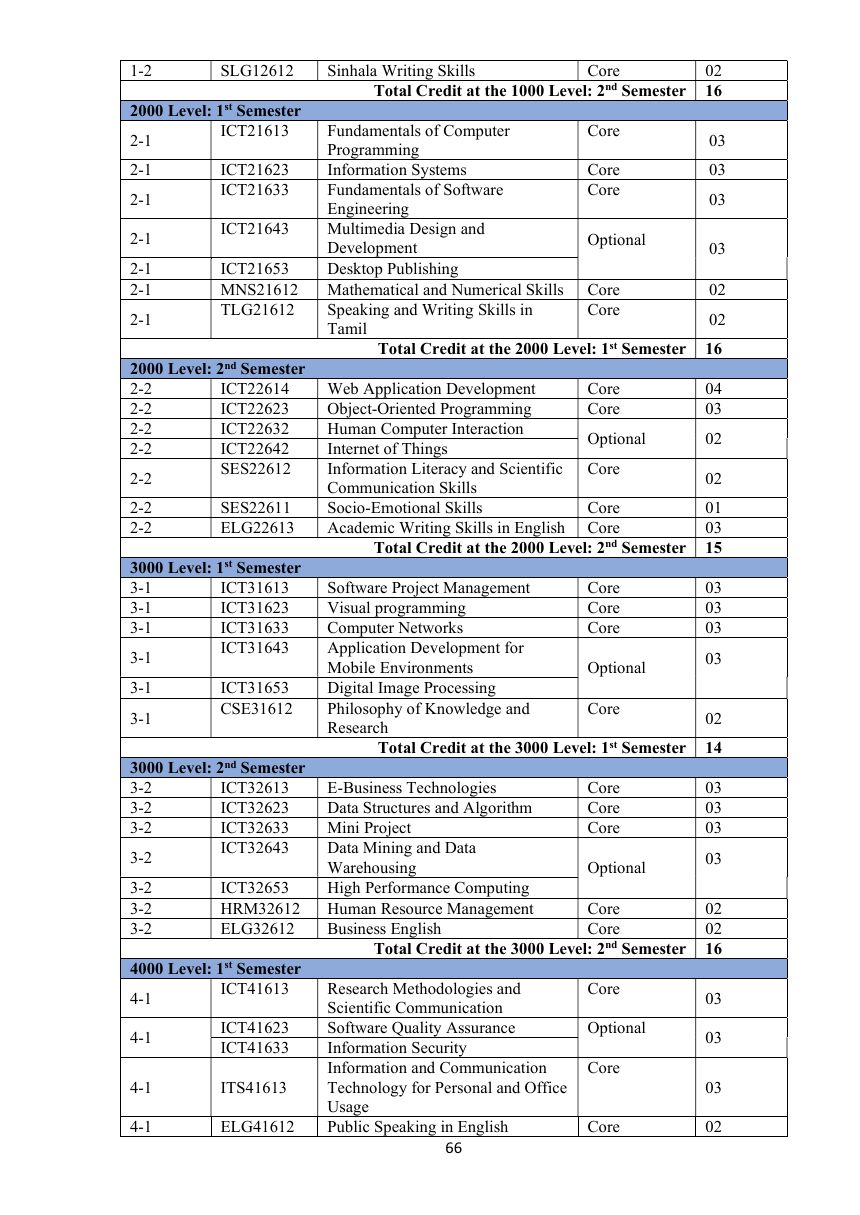 1-2 SLG12612 Sinhala Writing Skills Core 02
Total Credit at the 1000 Level: 2nd Semester 16
2000 Level: 1st Semester
2-1 ICT21613 Fundamentals of Computer Core 03
Programming
2-1 ICT21623 Information Systems Core 03
2-1 ICT21633 Fundamentals of Software Core 03
Engineering
2-1 ICT21643 Multimedia Design and Optional 03
Development
2-1 ICT21653 Desktop Publishing
2-1 MNS21612 Mathematical and Numerical Skills Core 02
2-1 TLG21612 Speaking and Writing Skills in Core 02
Tamil
Total Credit at the 2000 Level: 1st Semester 16
2000 Level: 2nd Semester
2-2 ICT22614 Web Application Development Core 04
2-2 ICT22623 Object-Oriented Programming Core 03
2-2 ICT22632 Human Computer Interaction Optional 02
2-2 ICT22642 Internet of Things
2-2 SES22612 Information Literacy and Scientific Core 02
Communication Skills
2-2 SES22611 Socio-Emotional Skills Core 01
2-2 ELG22613 Academic Writing Skills in English Core 03
Total Credit at the 2000 Level: 2nd Semester 15
3000 Level: 1st Semester
3-1 ICT31613 Software Project Management Core 03
3-1 ICT31623 Visual programming Core 03
3-1 ICT31633 Computer Networks Core 03
3-1 ICT31643 Application Development for Optional 03
Mobile Environments
3-1 ICT31653 Digital Image Processing
3-1 CSE31612 Philosophy of Knowledge and Core 02
Research
Total Credit at the 3000 Level: 1st Semester 14
3000 Level: 2nd Semester
3-2 ICT32613 E-Business Technologies Core 03
3-2 ICT32623 Data Structures and Algorithm Core 03
3-2 ICT32633 Mini Project Core 03
3-2 ICT32643 Data Mining and Data Optional 03
Warehousing
3-2 ICT32653 High Performance Computing
3-2 HRM32612 Human Resource Management Core 02
3-2 ELG32612 Business English Core 02
Total Credit at the 3000 Level: 2nd Semester 16
4000 Level: 1st Semester
4-1 ICT41613 Research Methodologies and Core 03
Scientific Communication
4-1 ICT41623 Software Quality Assurance Optional 03
ICT41633 Information Security
4-1 ITS41613 Information and Communication Core 03
Technology for Personal and Office
Usage
4-1 ELG41612 Public Speaking in English Core 02
66